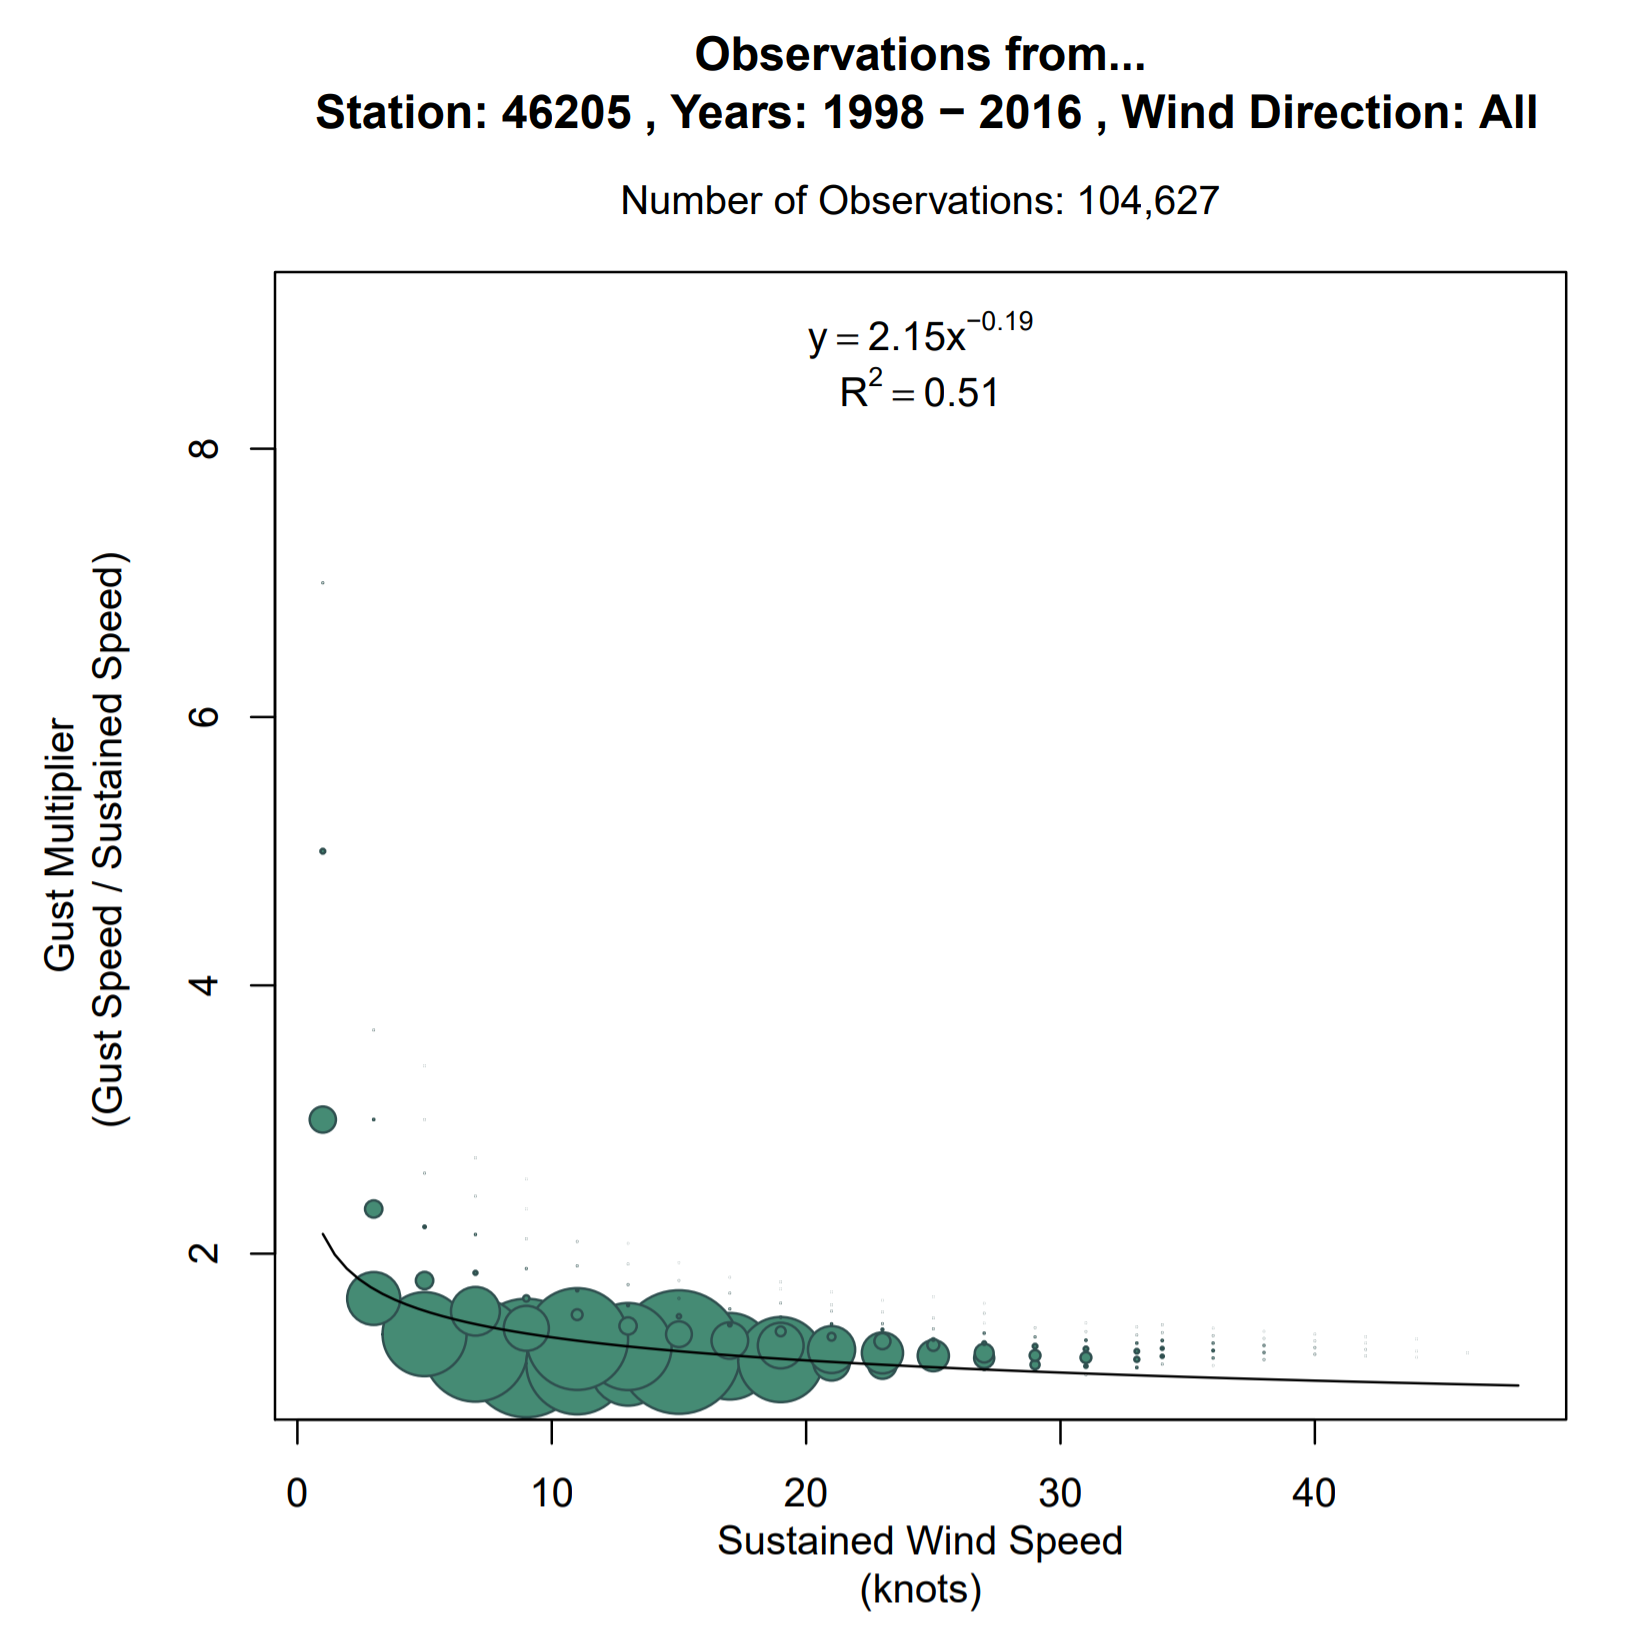 Observations from...
Station: 46205 , Years: 1998 − 2016 , Wind Direction: All
Number of Observations: 104,627
y = 2.15x^−0.19
R² = 0.51
8
6
4
2
Gust Multiplier
(Gust Speed / Sustained Speed)
0 10 20 30 40
Sustained Wind Speed
(knots)